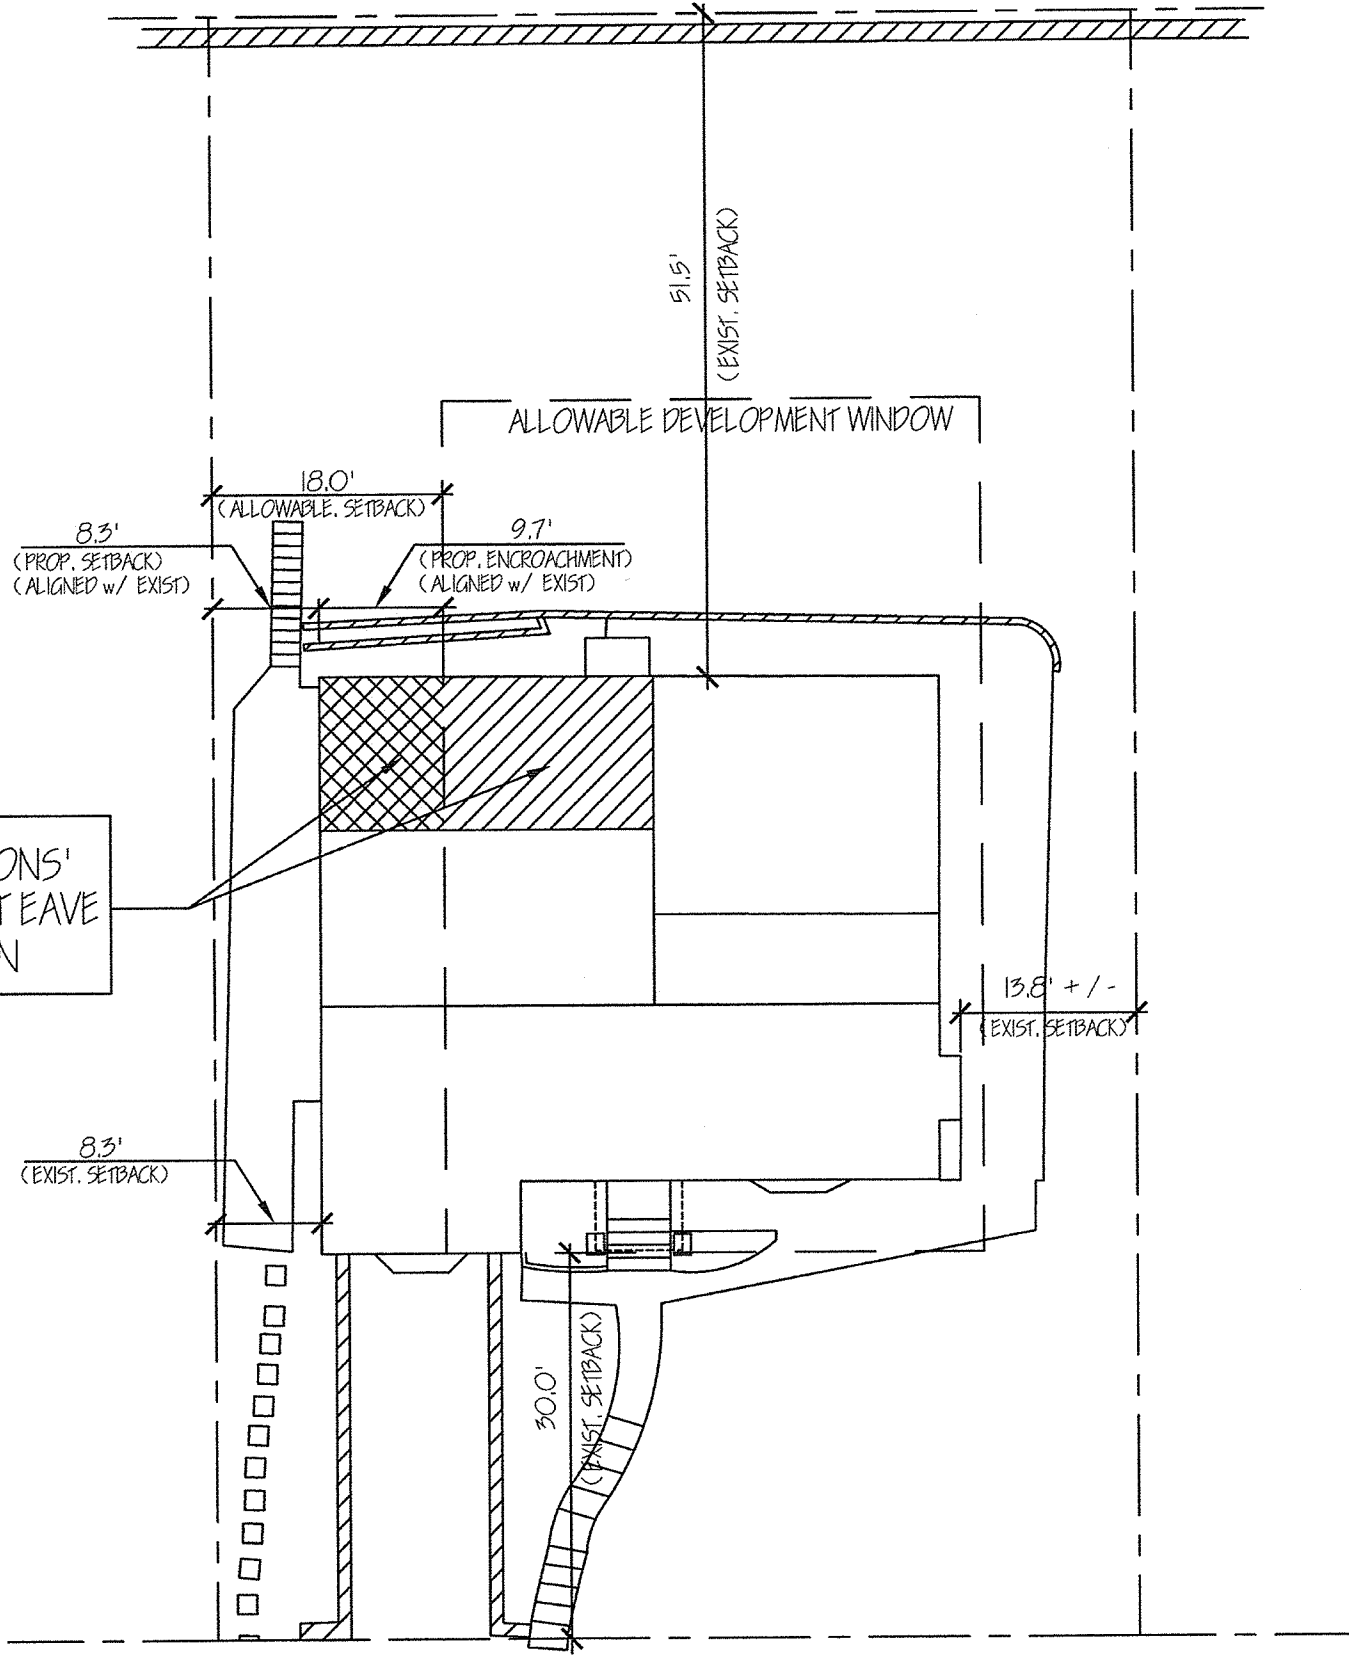 51.5'
(EXIST. SETBACK)
ALLOWABLE DEVELOPMENT WINDOW
18.0'
(ALLOWABLE. SETBACK)
8.3'
(PROP. SETBACK)
(ALIGNED w/ EXIST)
9.7'
(PROP. ENCROACHMENT)
(ALIGNED w/ EXIST)
EAVE
13.8' +/-
(EXIST. SETBACK)
8.3'
(EXIST. SETBACK)
30.0'
(EXIST. SETBACK)